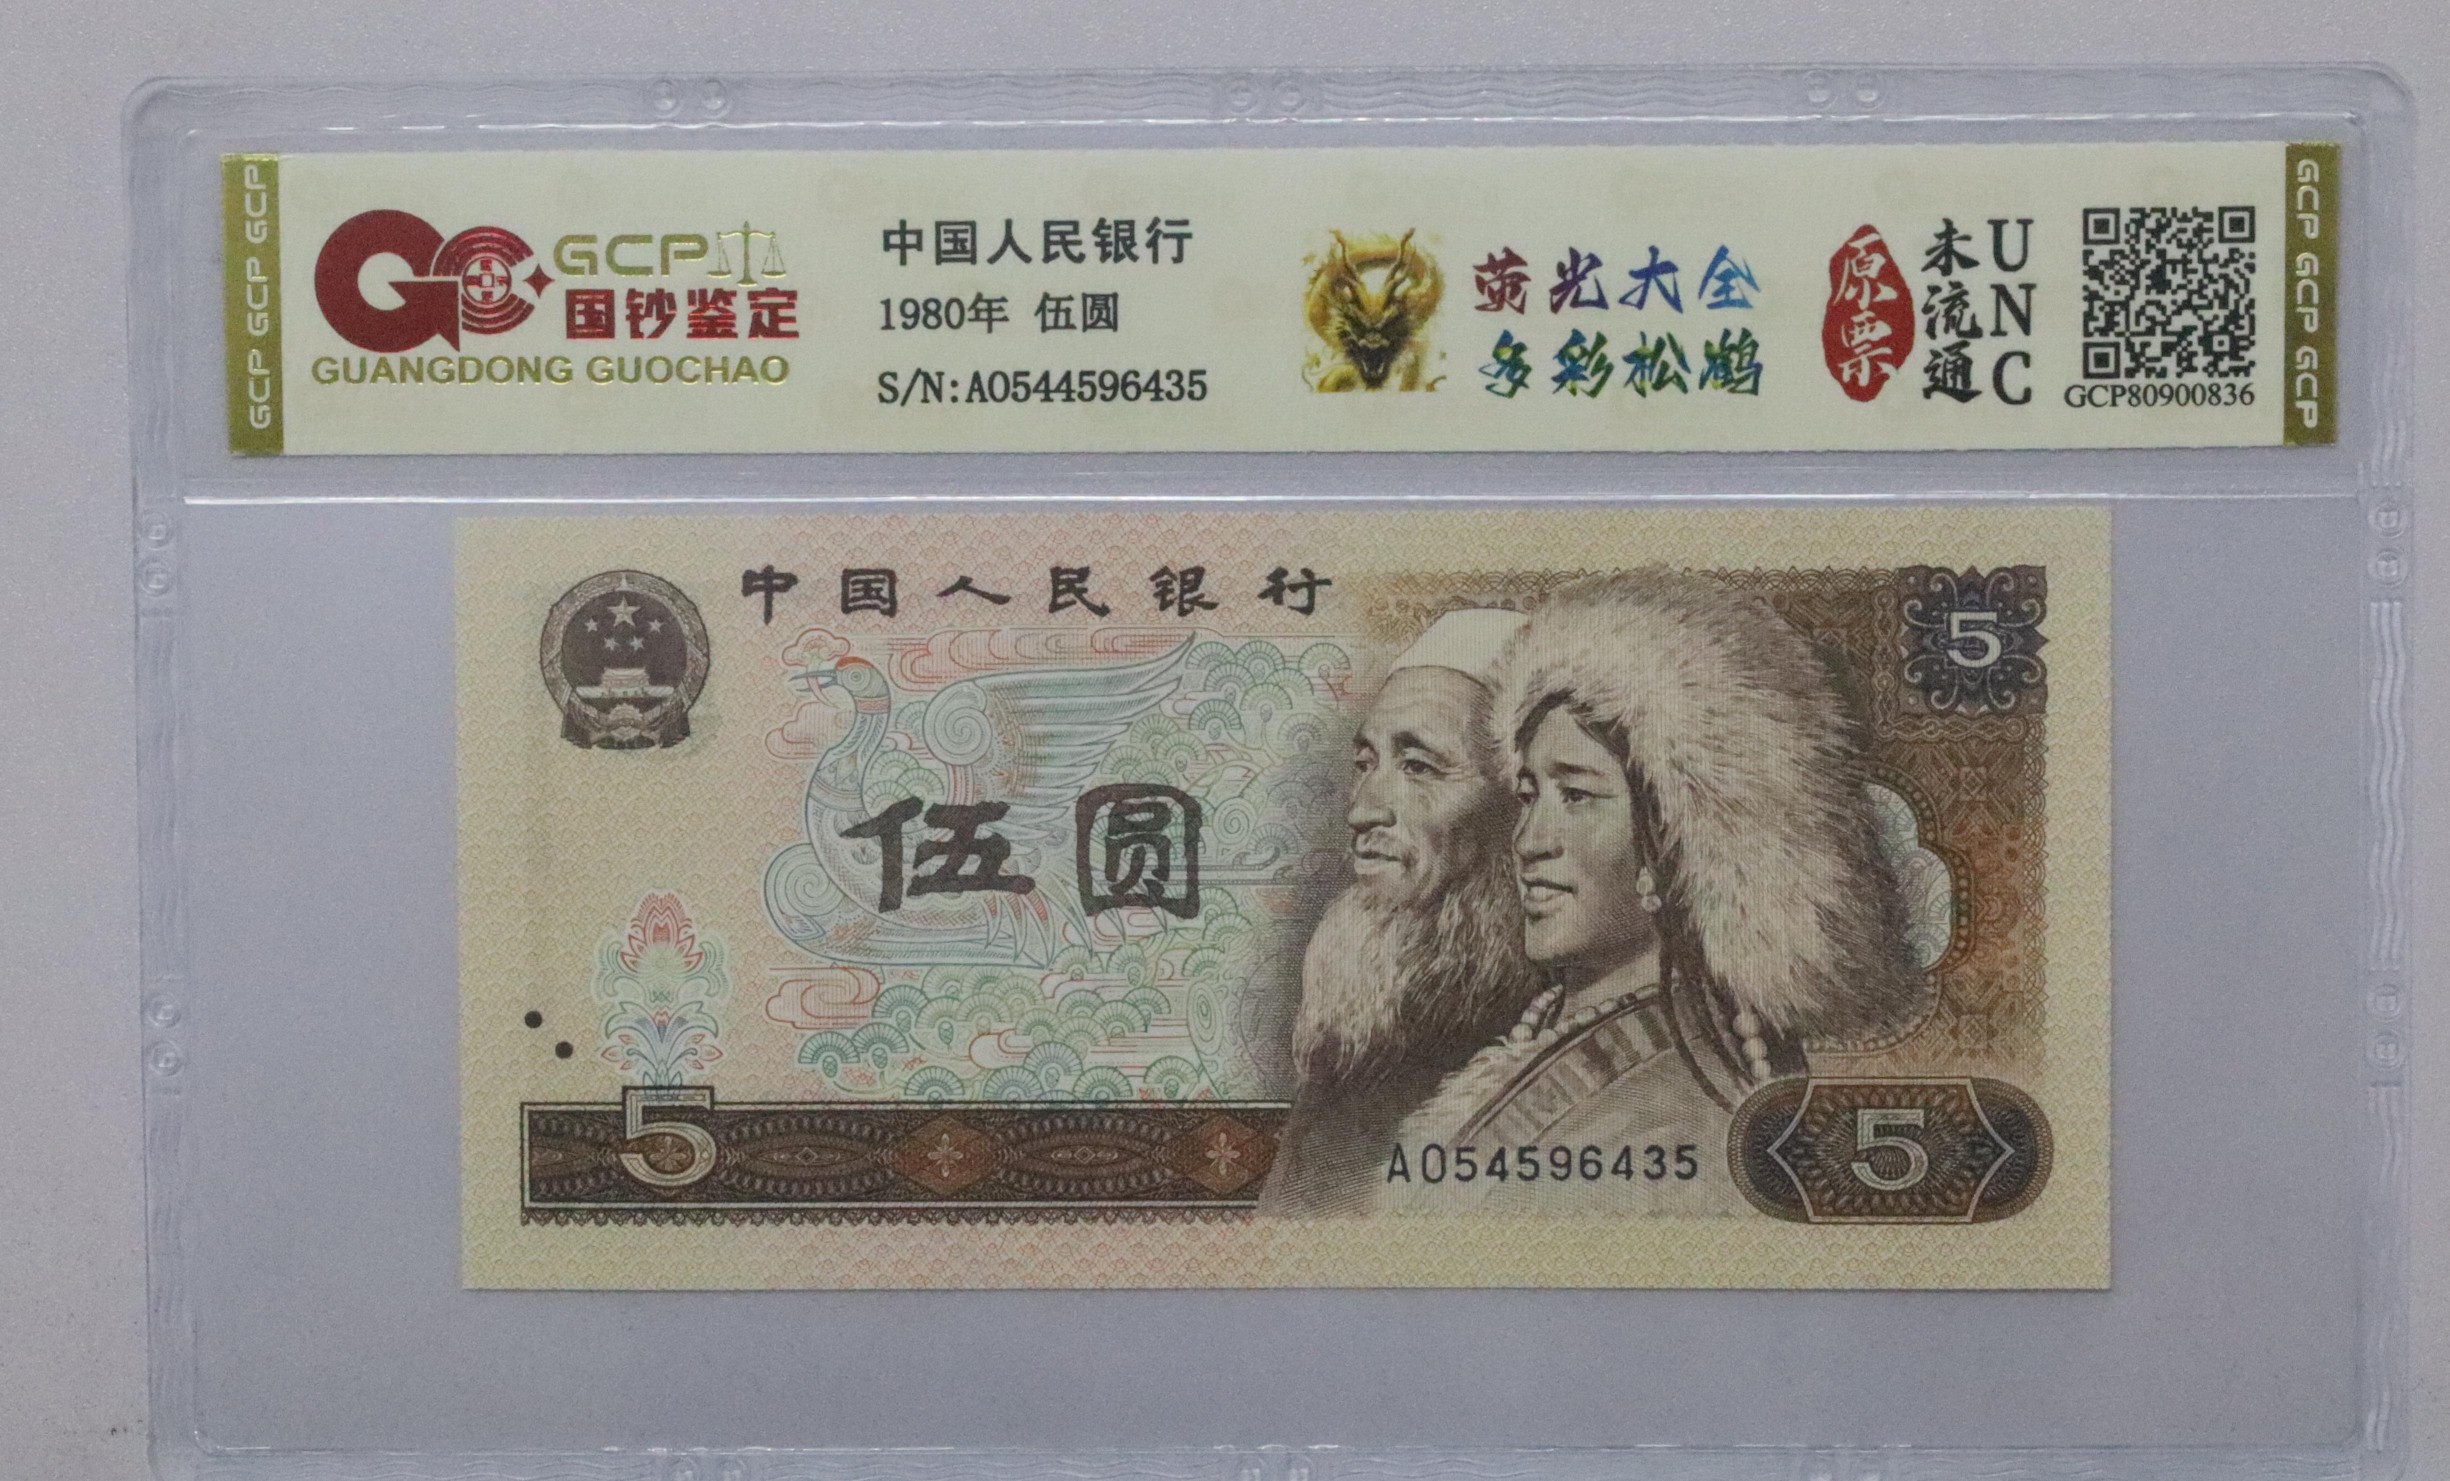 GCP GCP GCP
GCP
国钞鉴定
GUANGDONG GUOCHAO
中国人民银行
1980年 伍圆
S/N:A0544596435
荧光大全
多彩松鹤
原票
未流通
UNC
GCP80900836
GCP GCP GCP
中国人民银行
5
伍圆
5
A054596435
5